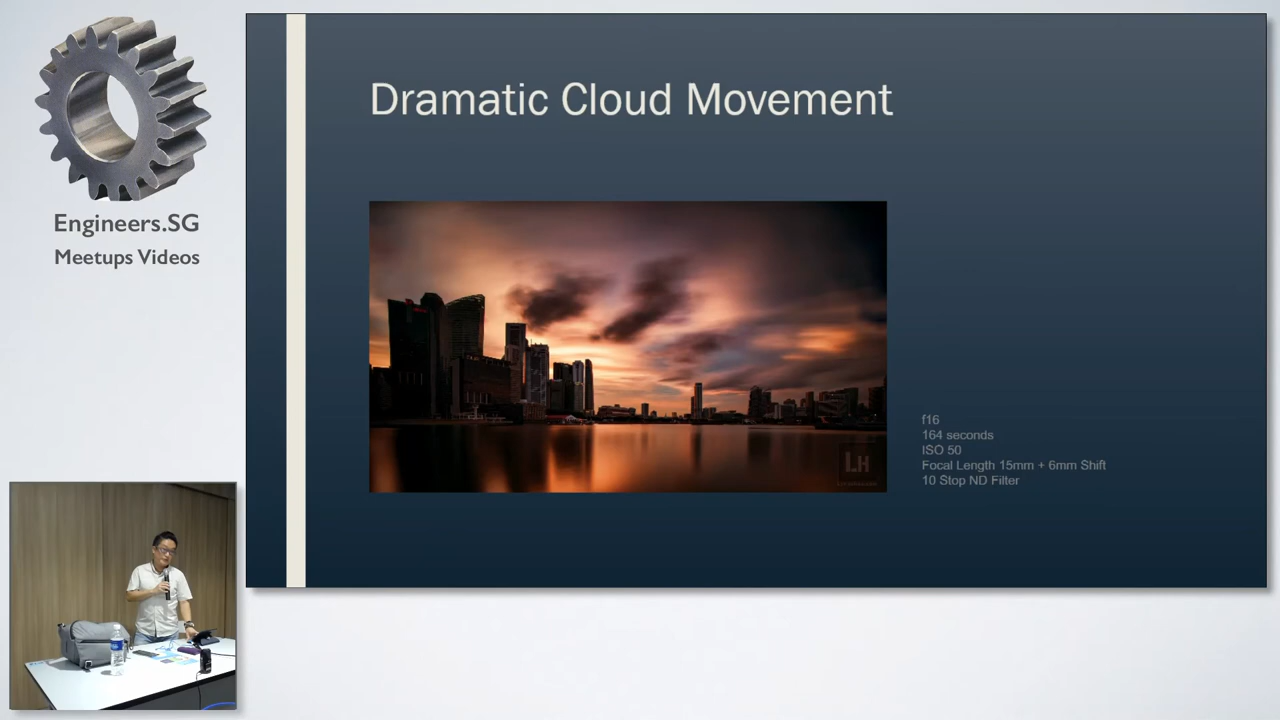 Engineers.SG
Meetups Videos
Dramatic Cloud Movement
LH
f16
164 seconds
ISO 50
Focal Length 15mm + 6mm Shift
10 Stop ND Filter